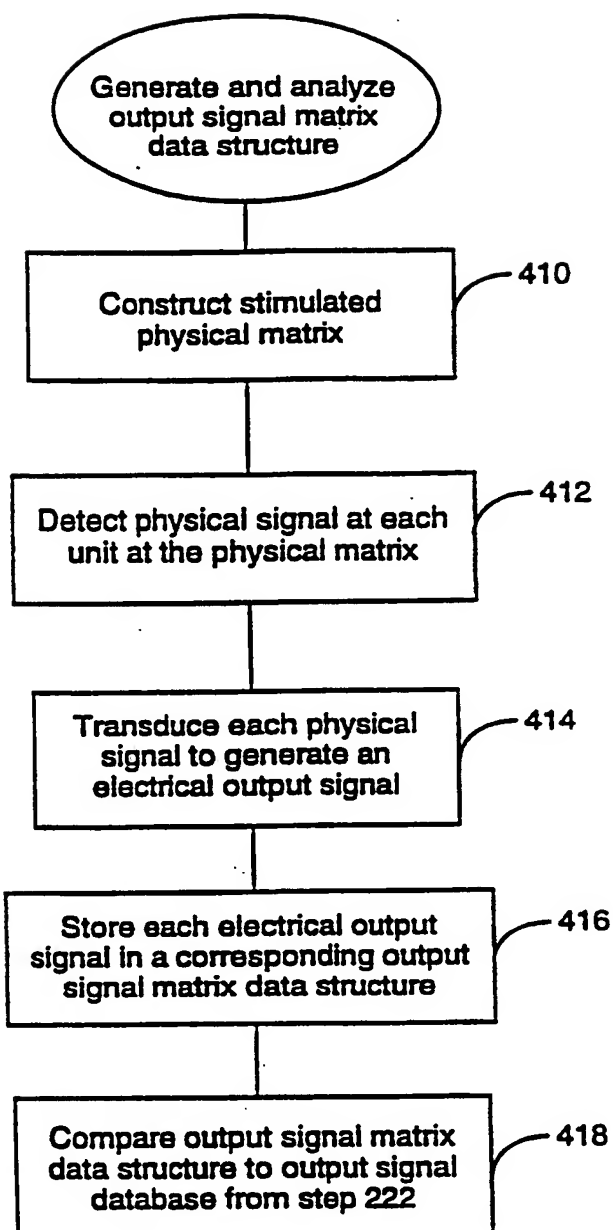 Generate and analyze
output signal matrix
data structure
410
Construct stimulated
physical matrix
412
Detect physical signal at each
unit at the physical matrix
414
Transduce each physical
signal to generate an
electrical output signal
416
Store each electrical output
signal in a corresponding output
signal matrix data structure
418
Compare output signal matrix
data structure to output signal
database from step 222